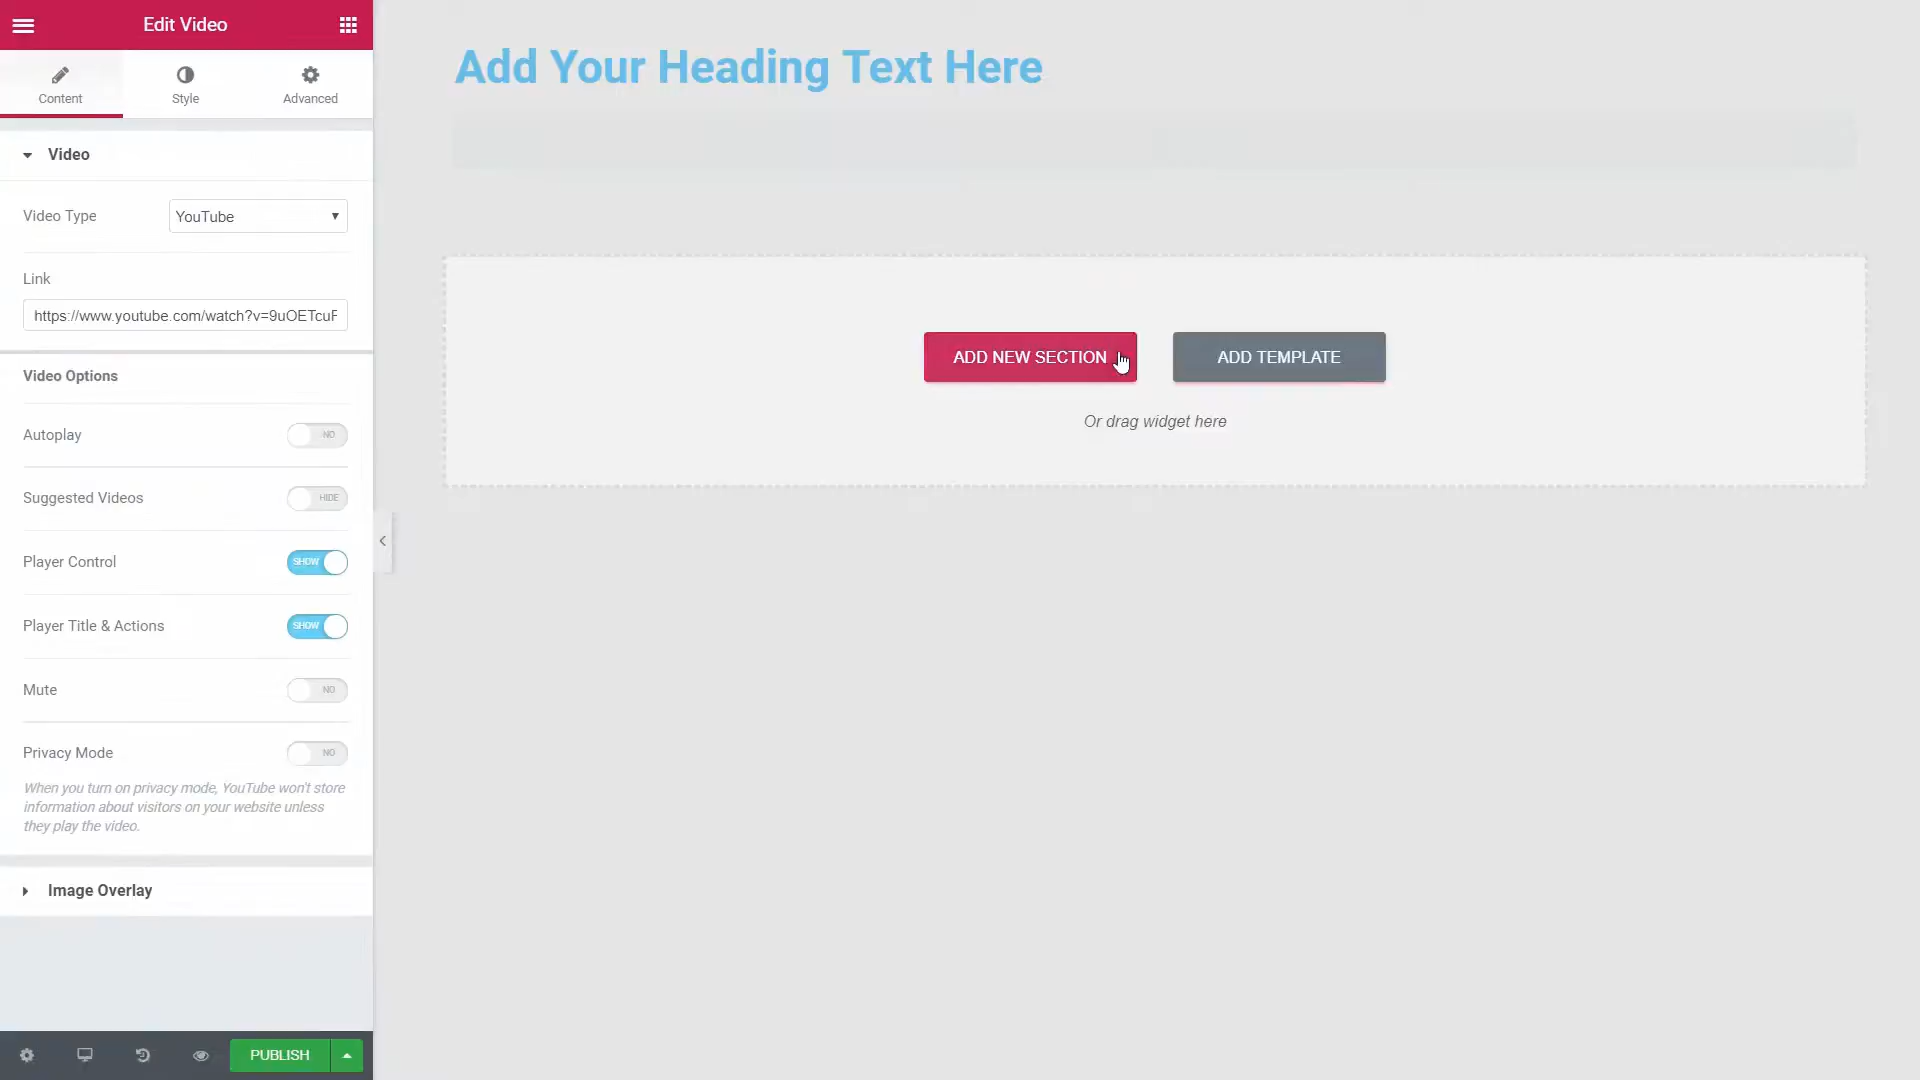 Edit Video
Content
Style
Advanced
Video
Video Type
YouTube
Link
https://www.youtube.com/watch?v=9uOETcuF
Video Options
Autoplay
NO
Suggested Videos
HIDE
Player Control
SHOW
Player Title & Actions
SHOW
Mute
NO
Privacy Mode
NO
When you turn on privacy mode, YouTube won't store
information about visitors on your website unless
they play the video.
Image Overlay
PUBLISH
Add Your Heading Text Here
ADD NEW SECTION
ADD TEMPLATE
Or drag widget here